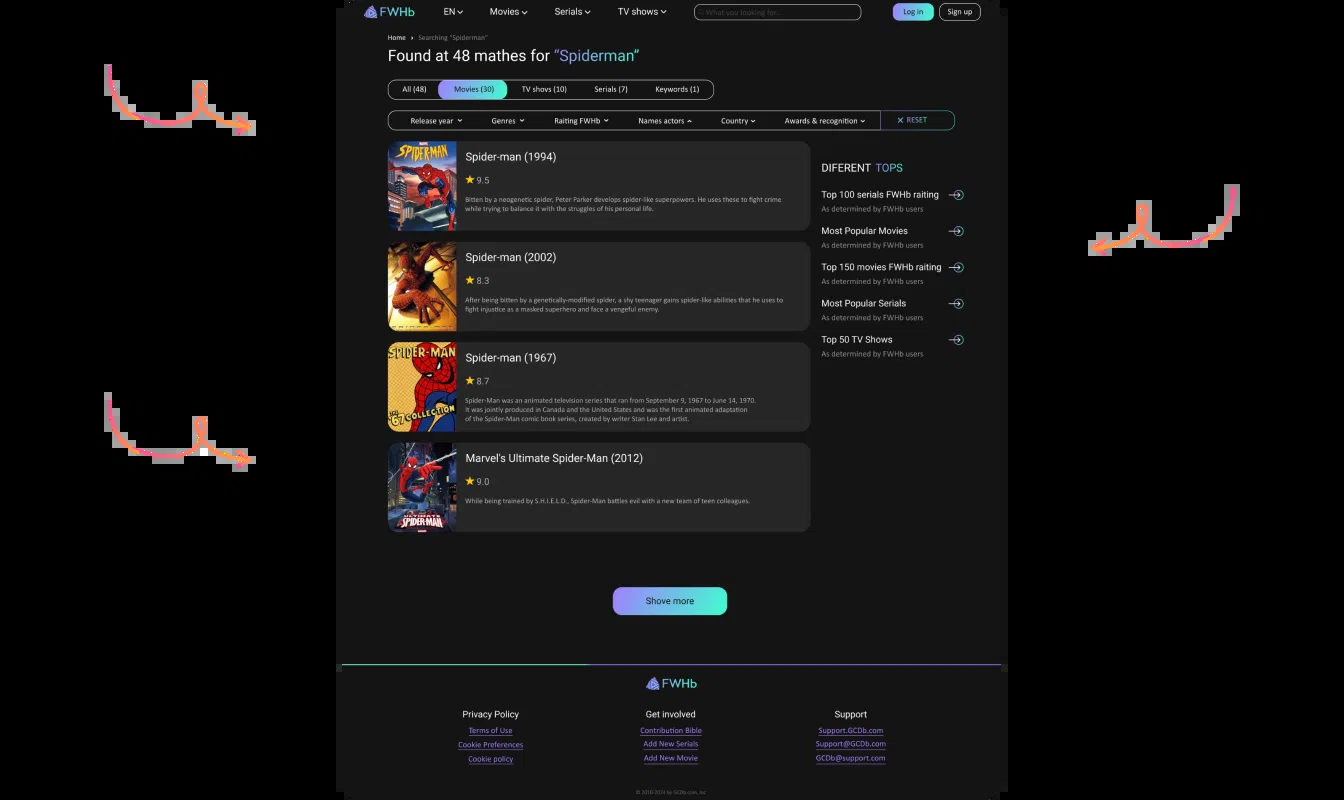 FWHb EN Movies Serials TV shows What you looking for... Log in Sign up
Home › Searching "Spiderman"
Found at 48 mathes for "Spiderman"
All (48) Movies (30) TV shovs (10) Serials (7) Keywords (1)
Release year Genres Raiting FWHb Names actors Country Awards & recognition × RESET
SPIDER-MAN
Spider-man (1994)
9.5
Bitten by a neogenetic spider, Peter Parker develops spider-like superpowers. He uses these to fight crime
while trying to balance it with the struggles of his personal life.
Spider-man (2002)
8.3
After being bitten by a genetically-modified spider, a shy teenager gains spider-like abilities that he uses to
fight injustice as a masked superhero and face a vengeful enemy.
SPIDER-MAN
'67 COLLECTION
Spider-man (1967)
8.7
Spider-Man was an animated television series that ran from September 9, 1967 to June 14, 1970.
It was jointly produced in Canada and the United States and was the first animated adaptation
of the Spider-Man comic book series, created by writer Stan Lee and artist.
ULTIMATE
SPIDER-MAN
Marvel's Ultimate Spider-Man (2012)
9.0
While being trained by S.H.I.E.L.D., Spider-Man battles evil with a new team of teen colleagues.
DIFERENT TOPS
Top 100 serials FWHb raiting
As determined by FWHb users
Most Popular Movies
As determined by FWHb users
Top 150 movies FWHb raiting
As determined by FWHb users
Most Popular Serials
As determined by FWHb users
Top 50 TV Shows
As determined by FWHb users
Shove more
FWHb
Privacy Policy
Terms of Use
Cookie Preferences
Cookie policy
Get involved
Contribution Bible
Add New Serials
Add New Movie
Support
Support.GCDb.com
Support@GCDb.com
GCDb@support.com
by GCDb.com, inc